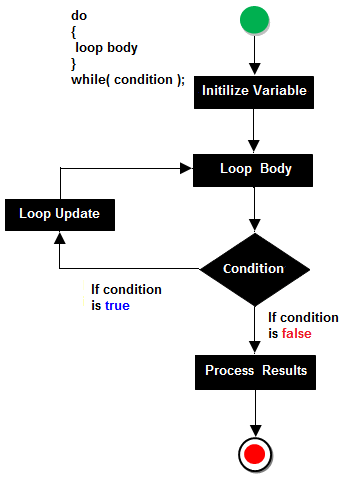 do
{
loop body
}
while( condition );
Initilize Variable
Loop Body
Loop Update
Condition
If condition
is true
If condition
is false
Process Results